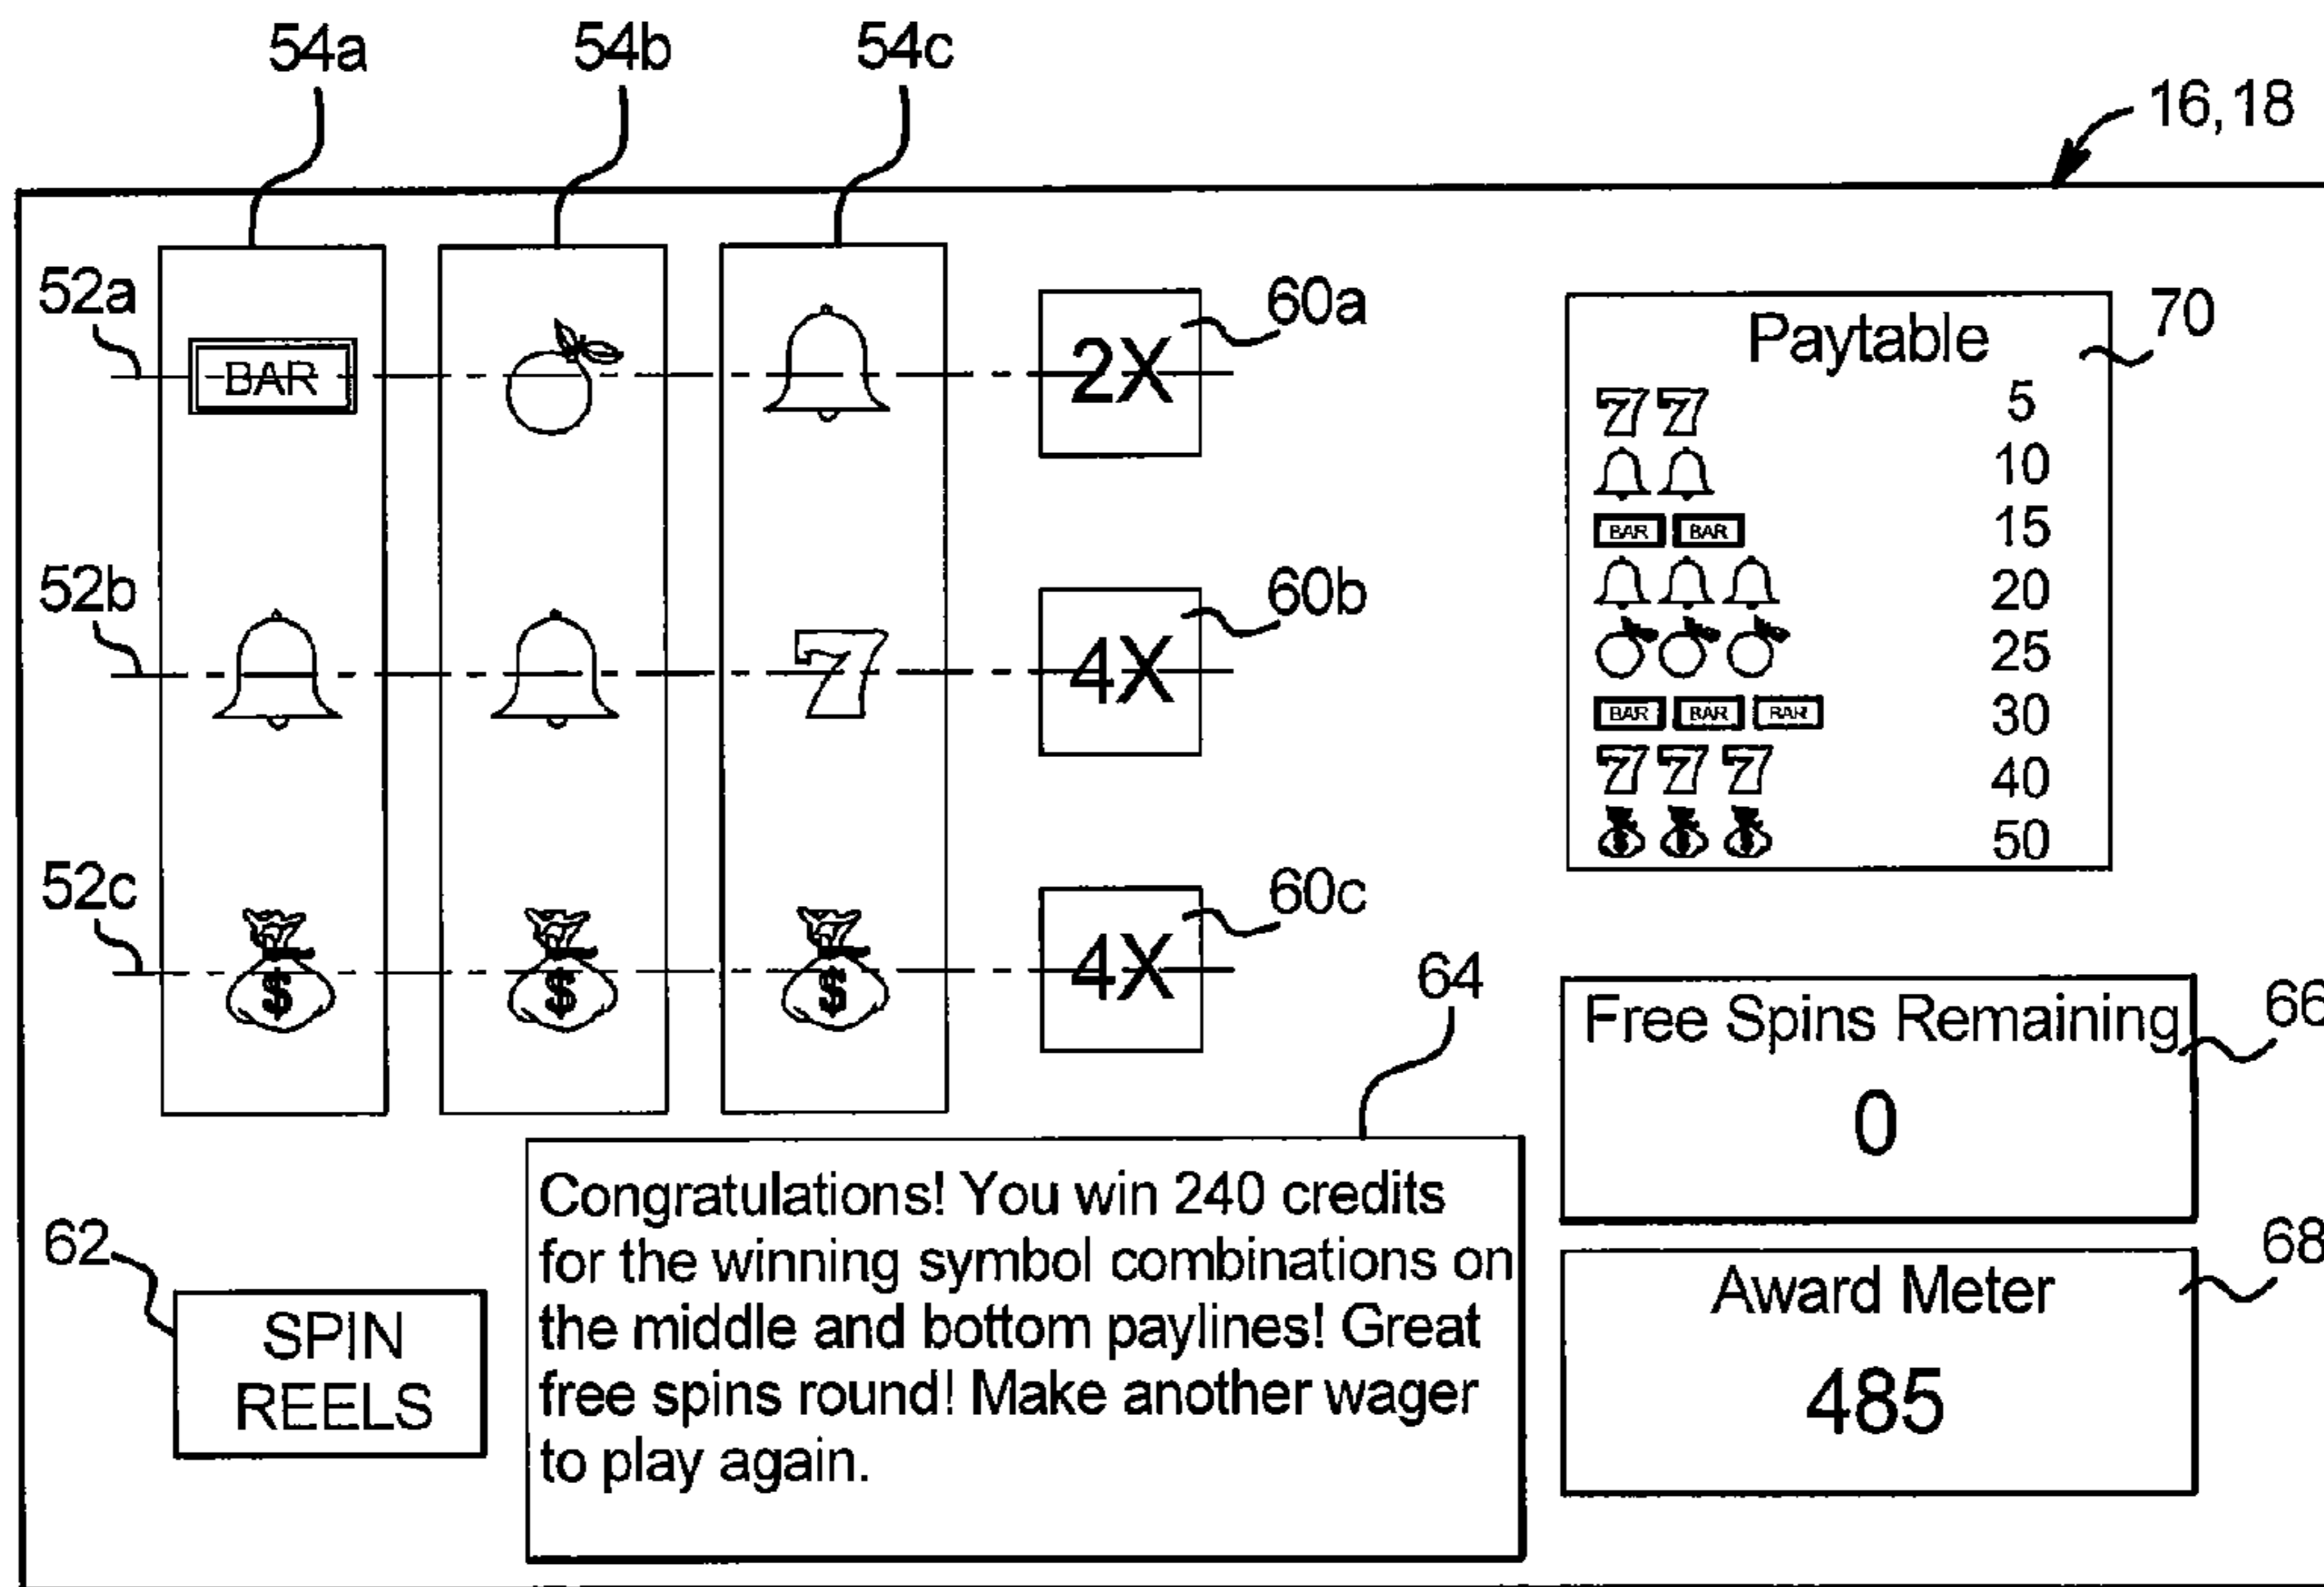 54a 54b 54c
16,18
52a BAR 2X 60a
Paytable 70
5
10
BAR BAR 15
20
25
BAR BAR BAR 30
40
50
52b 7 4X 60b
52c $ $ $ 4X 60c
64
Free Spins Remaining 66
0
62
SPIN
REELS
Congratulations! You win 240 credits
for the winning symbol combinations on
the middle and bottom paylines! Great
free spins round! Make another wager
to play again.
Award Meter 68
485